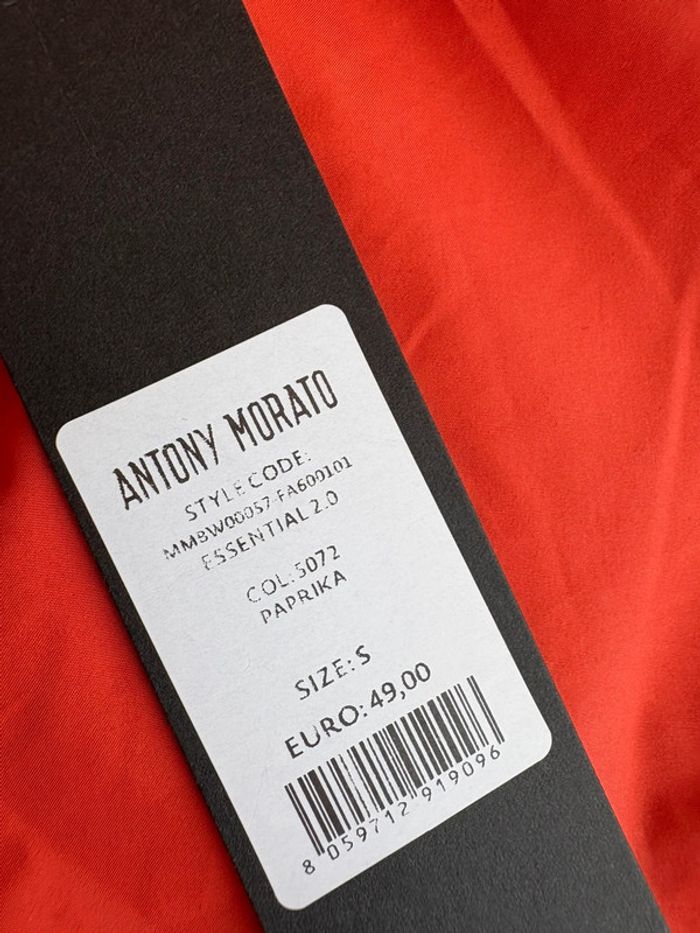 ANTONY MORATO
STYLE CODE:
MMBW00057-FA600101
ESSENTIAL 2.0
COL. 5072
PAPRIKA
SIZE: S
EURO: 49,00
8 059712 919096